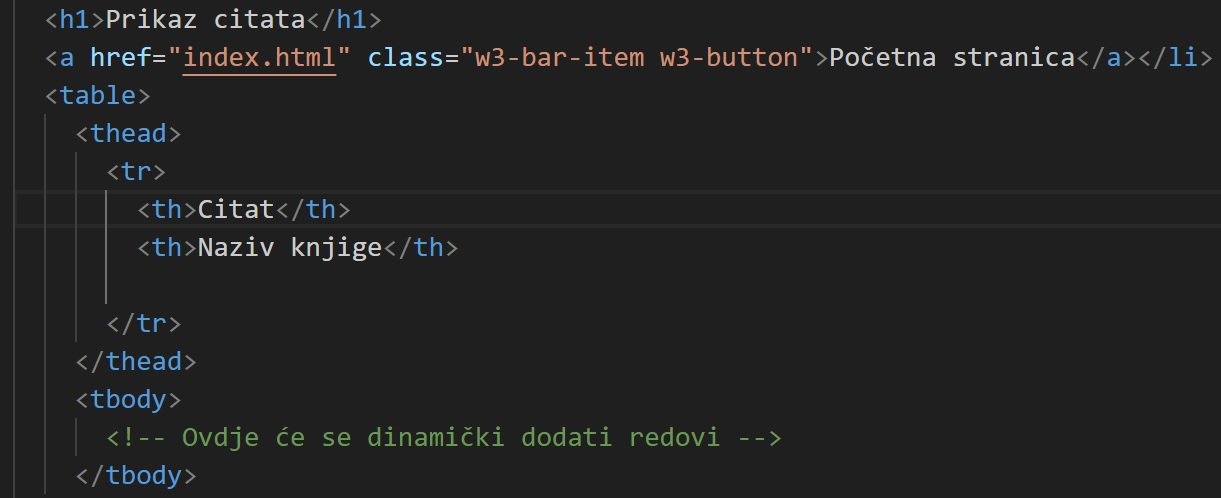 <h1>Prikaz citata</h1>
<a href="index.html" class="w3-bar-item w3-button">Početna stranica</a></li>
<table>
<thead>
<tr>
<th>Citat</th>
<th>Naziv knjige</th>
</tr>
</thead>
<tbody>
<!-- Ovdje će se dinamički dodati redovi -->
</tbody>